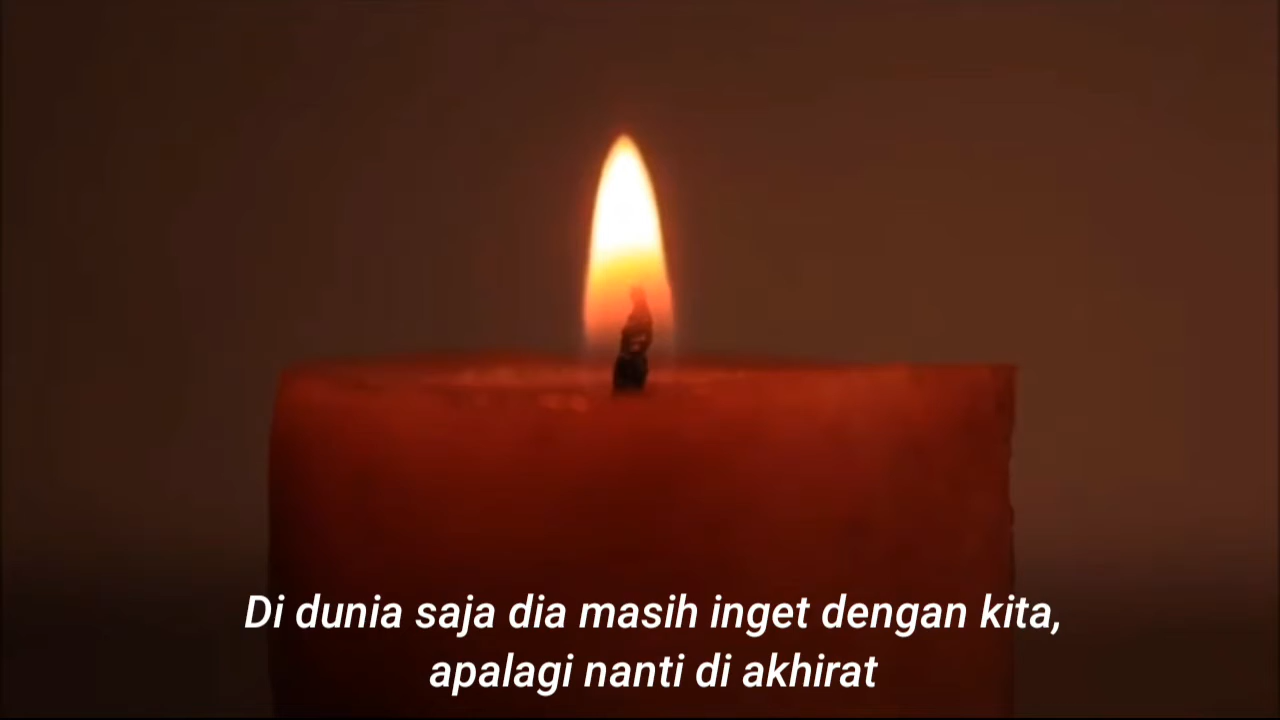 Di dunia saja dia masih inget dengan kita,
apalagi nanti di akhirat